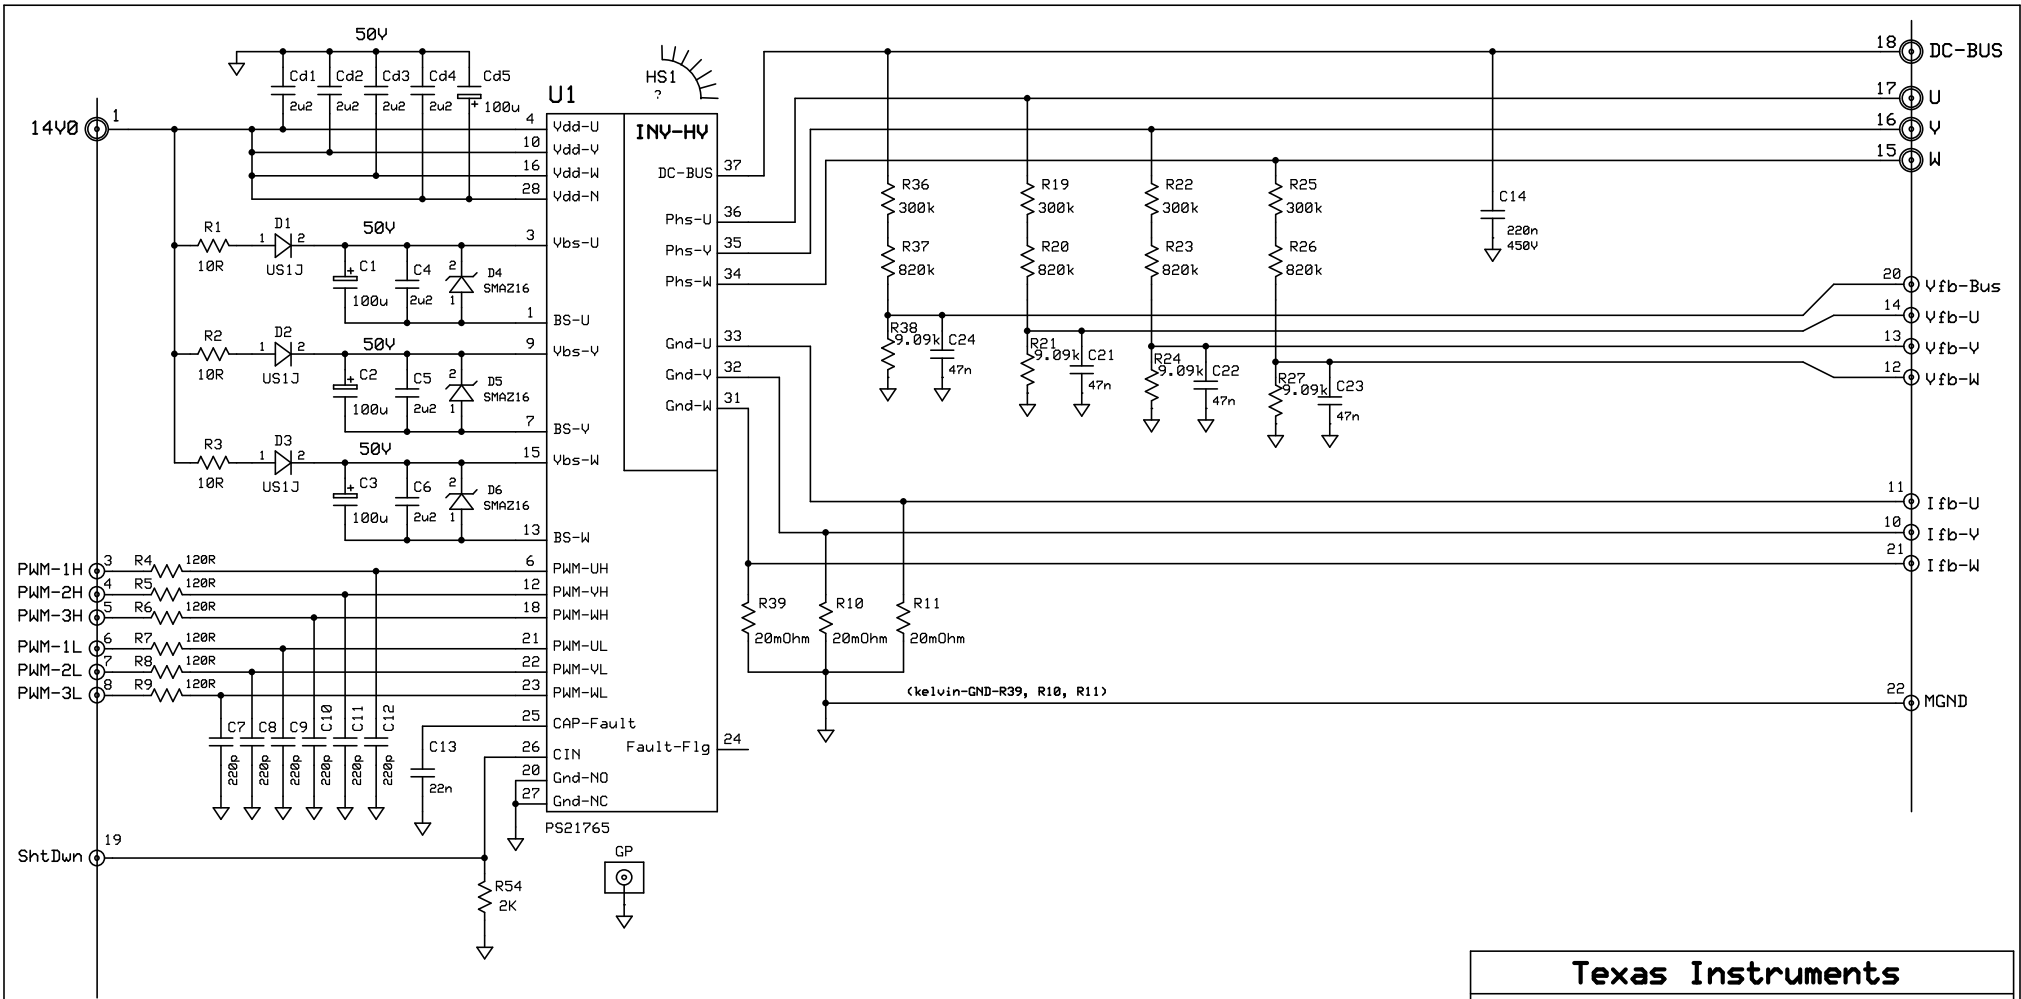 50V
Cd1
2u2
Cd2
2u2
Cd3
2u2
Cd4
2u2
Cd5
+
100u
14V0
1
HS1
?
U1
INV-HV
4 Vdd-U
10 Vdd-V
16 Vdd-W
28 Vdd-N
R1
10R
D1
1 2
US1J
50V
+ C1
100u
C4
2u2
2 D4
SMAZ16
1
3 Vbs-U
1 BS-U
R2
10R
D2
1 2
US1J
50V
+ C2
100u
C5
2u2
2 D5
SMAZ16
1
9 Vbs-V
7 BS-V
R3
10R
D3
1 2
US1J
50V
+ C3
100u
C6
2u2
2 D6
SMAZ16
1
15 Vbs-W
13 BS-W
PWM-1H 3 R4 120R 6 PWM-UH
PWM-2H 4 R5 120R 12 PWM-VH
PWM-3H 5 R6 120R 18 PWM-WH
PWM-1L 6 R7 120R 21 PWM-UL
PWM-2L 7 R8 120R 22 PWM-VL
PWM-3L 8 R9 120R 23 PWM-WL
C7
220p
C8
220p
C9
220p
C10
220p
C11
220p
C12
220p
C13
22n
25 CAP-Fault
26 CIN
20 Gnd-NO
27 Gnd-NC
PS21765
ShtDwn 19
R54
2K
GP
DC-BUS 37
Phs-U 36
Phs-V 35
Phs-W 34
Gnd-U 33
Gnd-V 32
Gnd-W 31
Fault-Flg 24
R36
300k
R37
820k
R38
9.09k
C24
47n
R19
300k
R20
820k
R21
9.09k
C21
47n
R22
300k
R23
820k
R24
9.09k
C22
47n
R25
300k
R26
820k
R27
9.09k
C23
47n
C14
220n
450V
R39
20mOhm
R10
20mOhm
R11
20mOhm
(kelvin-GND-R39, R10, R11)
18 DC-BUS
17 U
16 V
15 W
20 Vfb-Bus
14 Vfb-U
13 Vfb-V
12 Vfb-W
11 Ifb-U
10 Ifb-V
21 Ifb-W
22 MGND
Texas Instruments